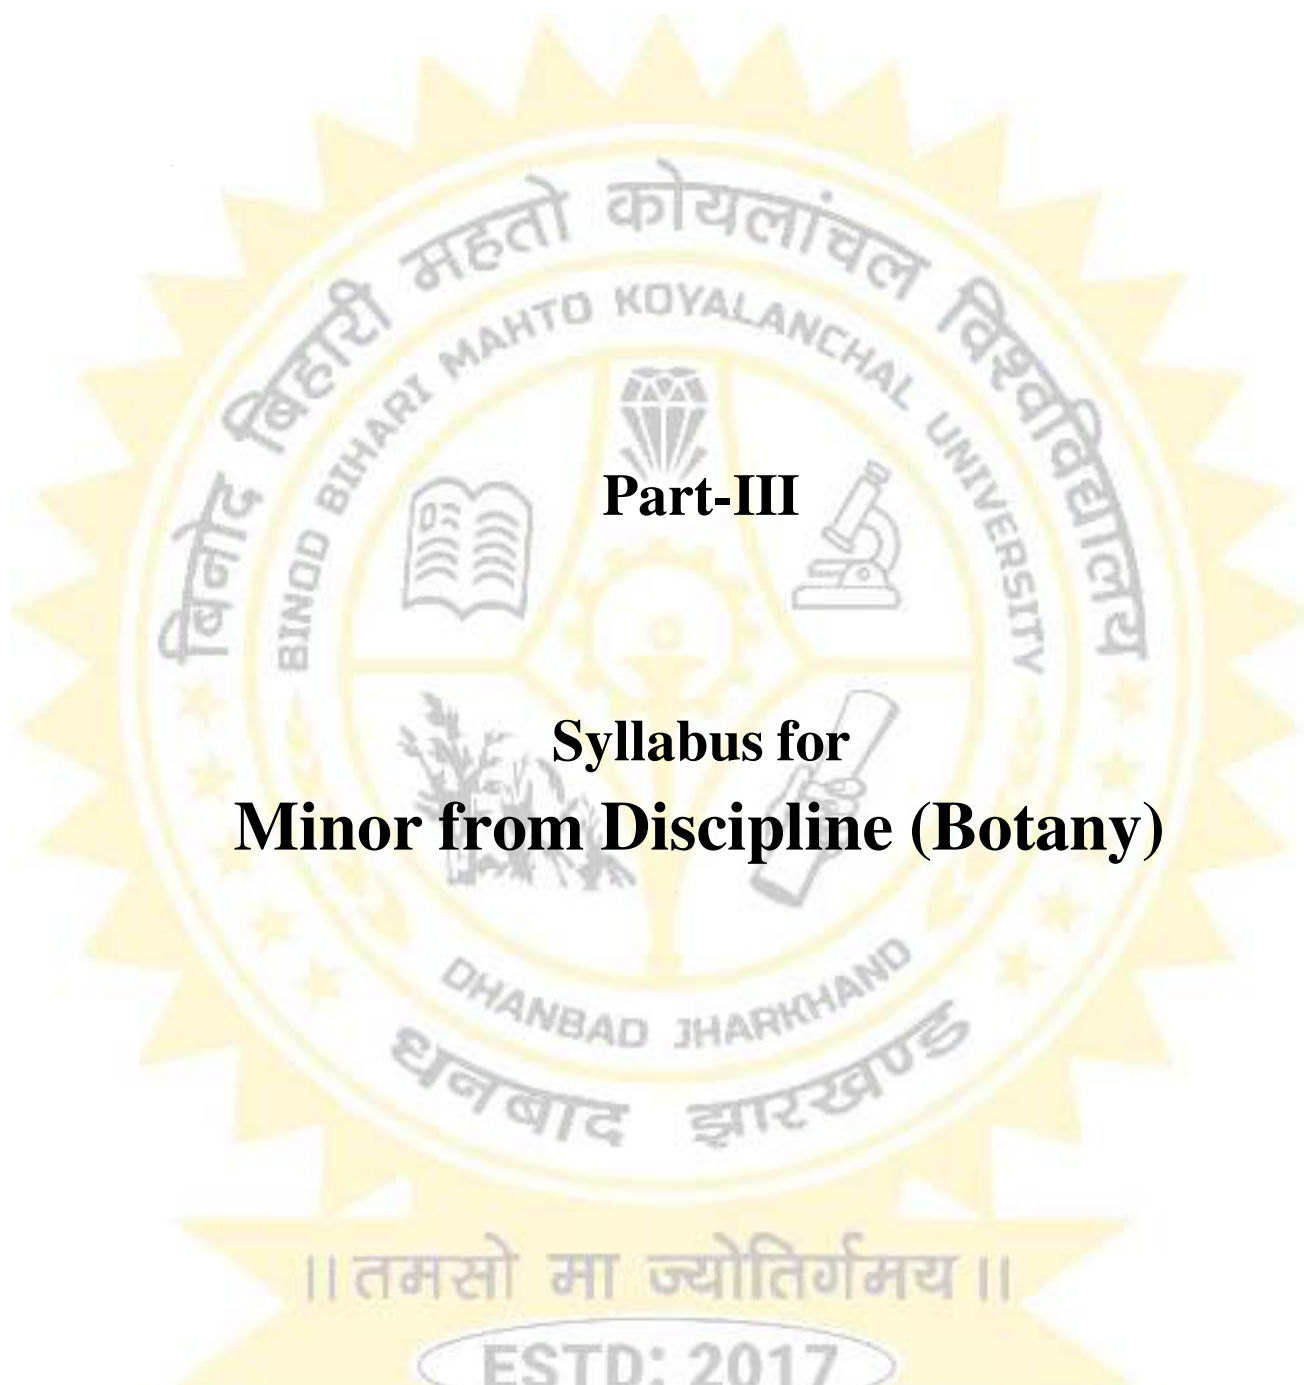 बिनोद बिहारी महतो कोयलांचल विश्वविद्यालय
BINOD BIHARI MAHTO KOYALANCHAL UNIVERSITY
Part-III
Syllabus for
Minor from Discipline (Botany)
DHANBAD JHARKHAND
धनबाद झारखण्ड
॥तमसो मा ज्योतिर्गमय॥
ESTD: 2017